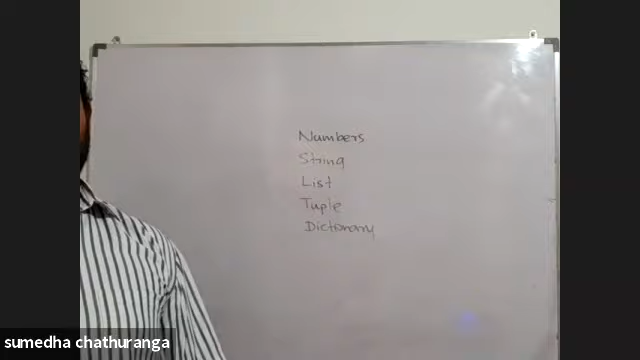 Numbers
String
List
Tuple
Dictionary
sumedha chathuranga